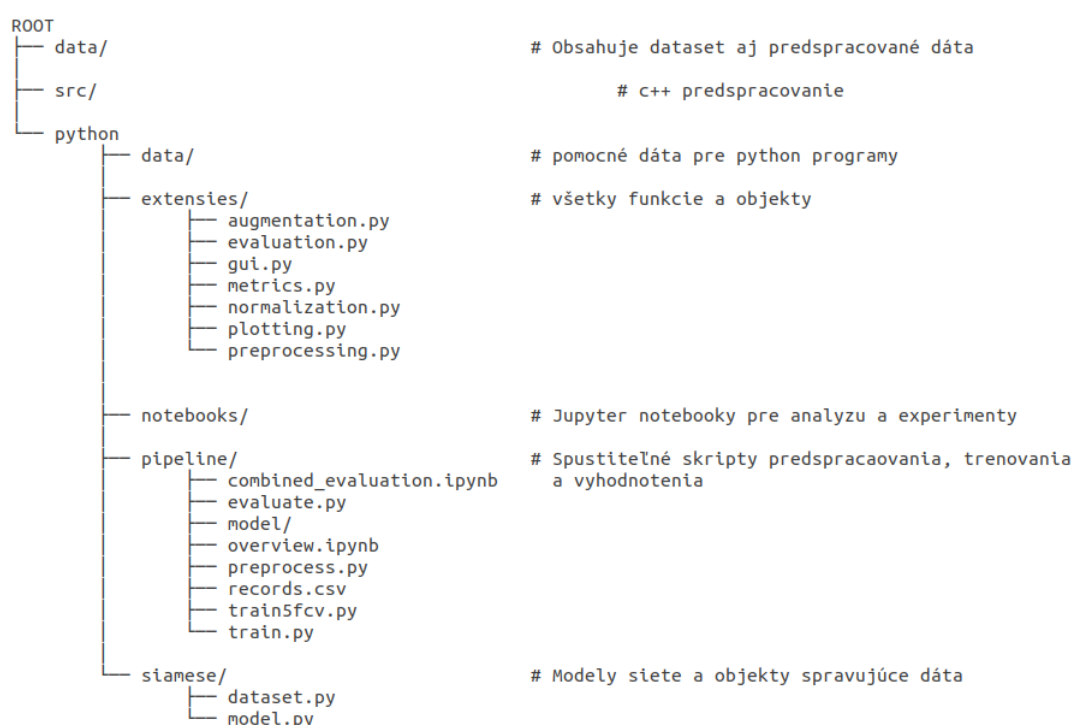 ROOT
├── data/ # Obsahuje dataset aj predspracované dáta
│
├── src/ # c++ predspracovanie
│
└── python
├── data/ # pomocné dáta pre python programy
│
├── extensies/ # všetky funkcie a objekty
│ ├── augmentation.py
│ ├── evaluation.py
│ ├── gui.py
│ ├── metrics.py
│ ├── normalization.py
│ ├── plotting.py
│ └── preprocessing.py
│
│
├── notebooks/ # Jupyter notebooky pre analyzu a experimenty
│
├── pipeline/ # Spustiteľné skripty predspracaovania, trenovania
│ ├── combined_evaluation.ipynb a vyhodnotenia
│ ├── evaluate.py
│ ├── model/
│ ├── overview.ipynb
│ ├── preprocess.py
│ ├── records.csv
│ ├── train5fcv.py
│ └── train.py
│
└── siamese/ # Modely siete a objekty spravujúce dáta
├── dataset.py
└── model.py